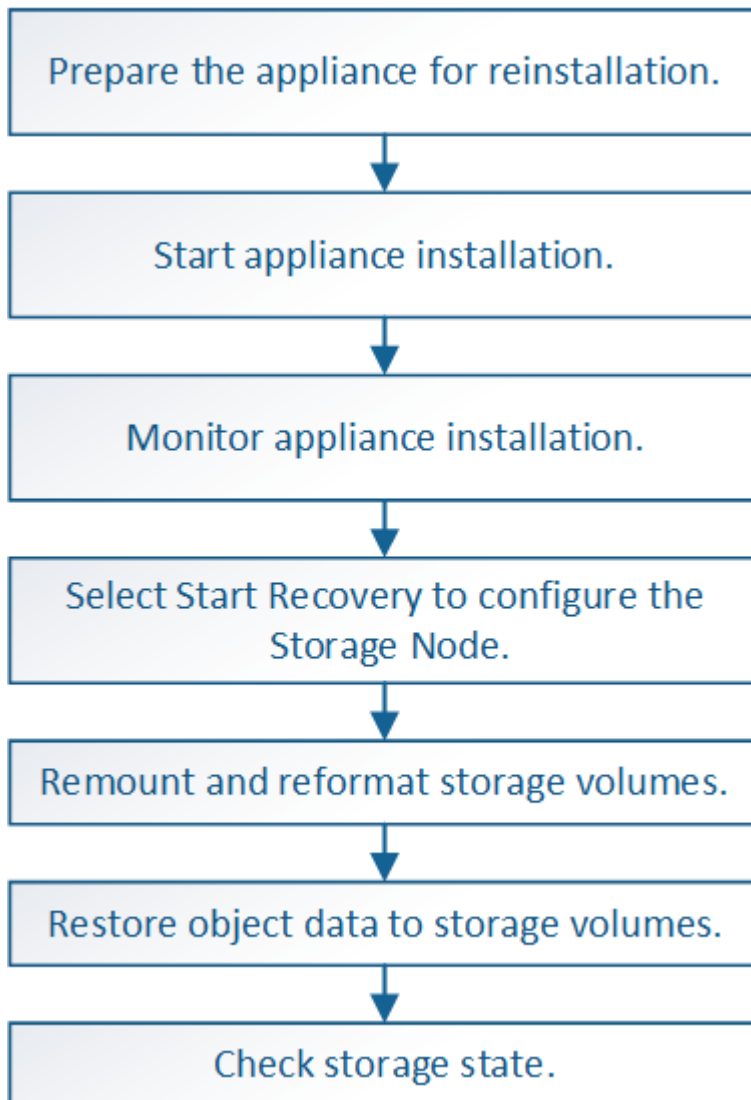 Prepare the appliance for reinstallation.
Start appliance installation.
Monitor appliance installation.
Select Start Recovery to configure the
Storage Node.
Remount and reformat storage volumes.
Restore object data to storage volumes.
Check storage state.